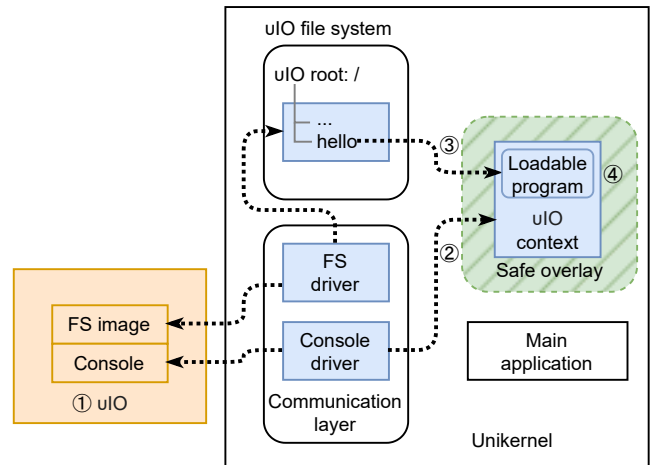 uIO file system
uIO root: /
...
hello
③
Loadable
program
④
uIO
context
②
Safe overlay
FS
driver
FS image
Console
Console
driver
① uIO
Communication
layer
Main
application
Unikernel